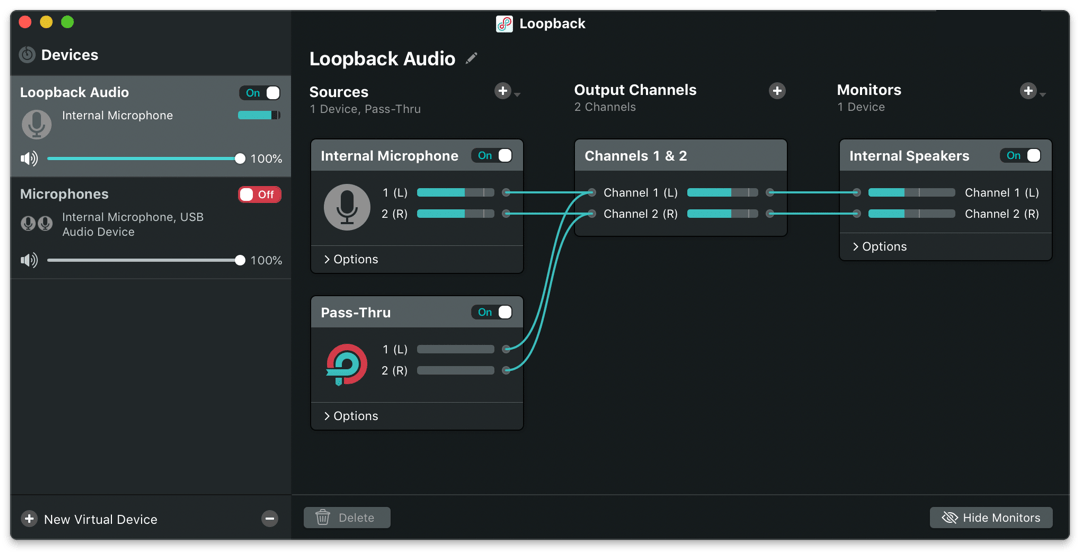 Loopback
Devices
Loopback Audio On
Internal Microphone
100%
Microphones Off
Internal Microphone, USB
Audio Device
100%
New Virtual Device
Loopback Audio
Sources
1 Device, Pass-Thru
Internal Microphone On
1 (L)
2 (R)
Options
Pass-Thru On
1 (L)
2 (R)
Options
Output Channels
2 Channels
Channels 1 & 2
Channel 1 (L)
Channel 2 (R)
Monitors
1 Device
Internal Speakers On
Channel 1 (L)
Channel 2 (R)
Options
Delete
Hide Monitors